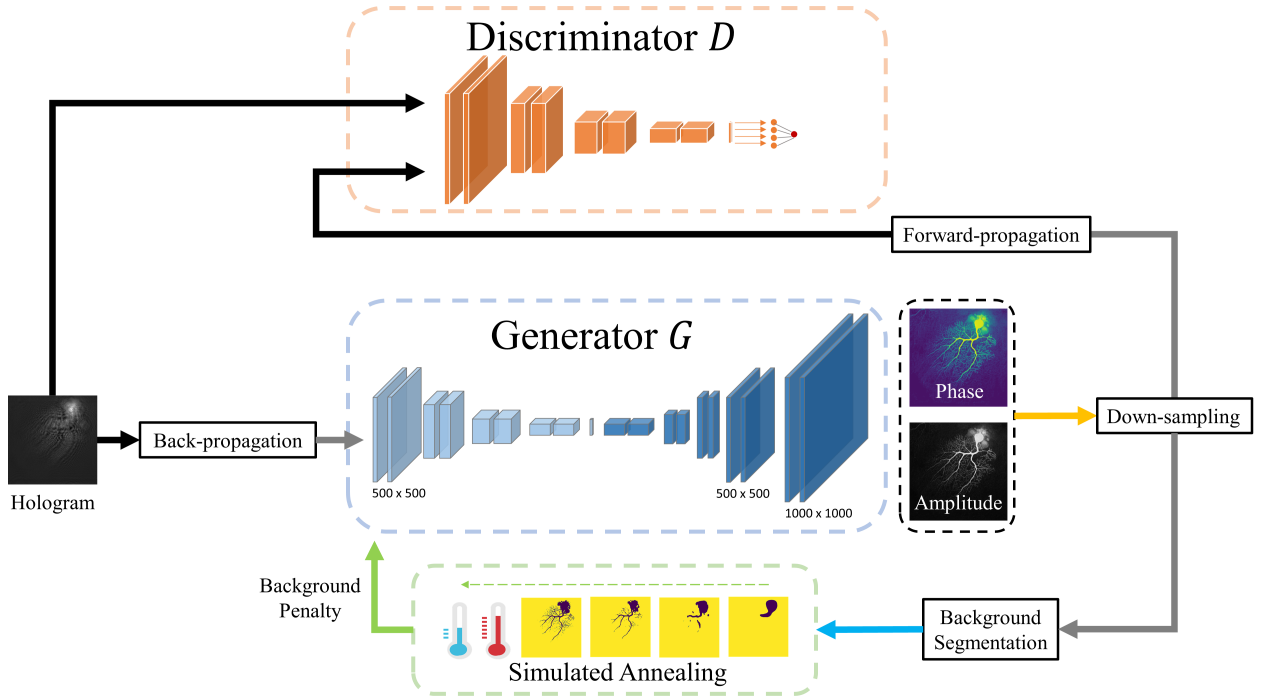 Discriminator D
Forward-propagation
Generator G
Phase
Amplitude
Down-sampling
Hologram
Back-propagation
500 x 500
500 x 500
1000 x 1000
Background
Penalty
Simulated Annealing
Background
Segmentation